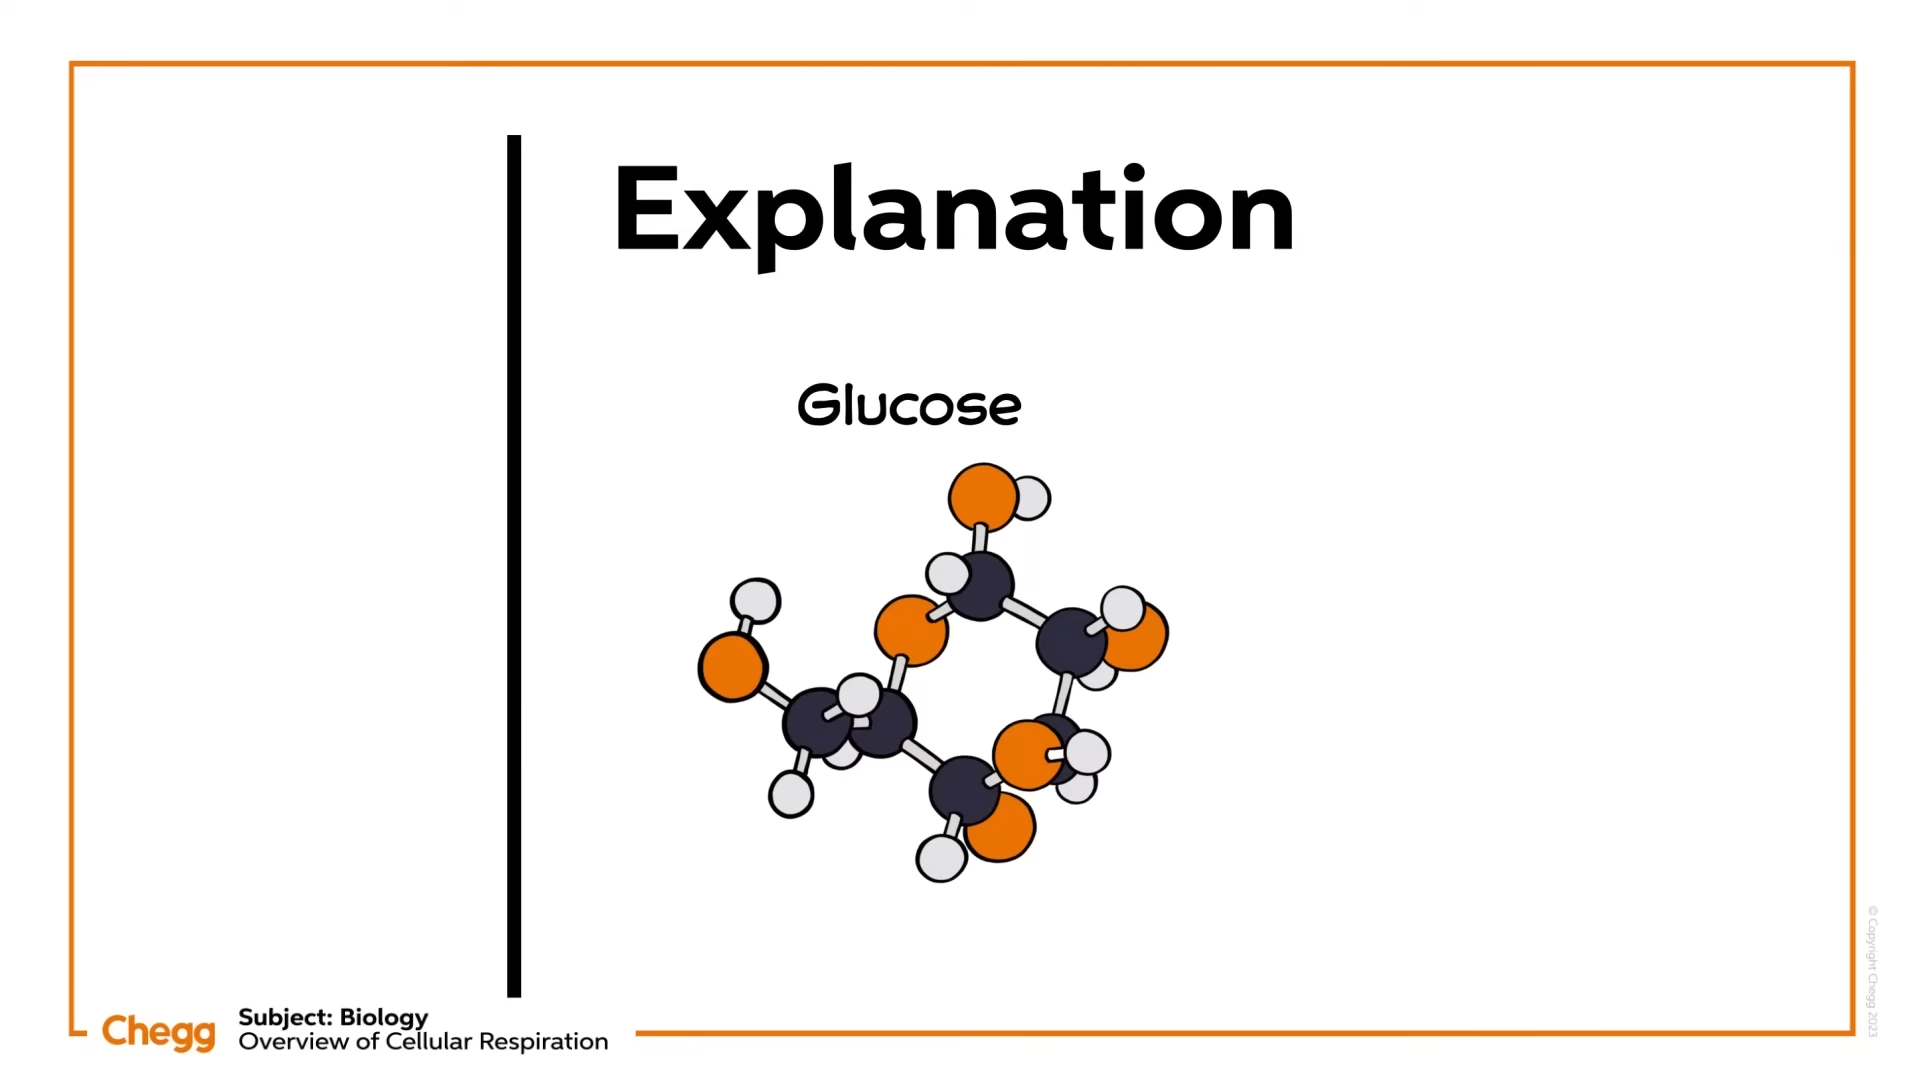 Explanation
Glucose
Chegg
Subject: Biology
Overview of Cellular Respiration
© Copyright Chegg 2023